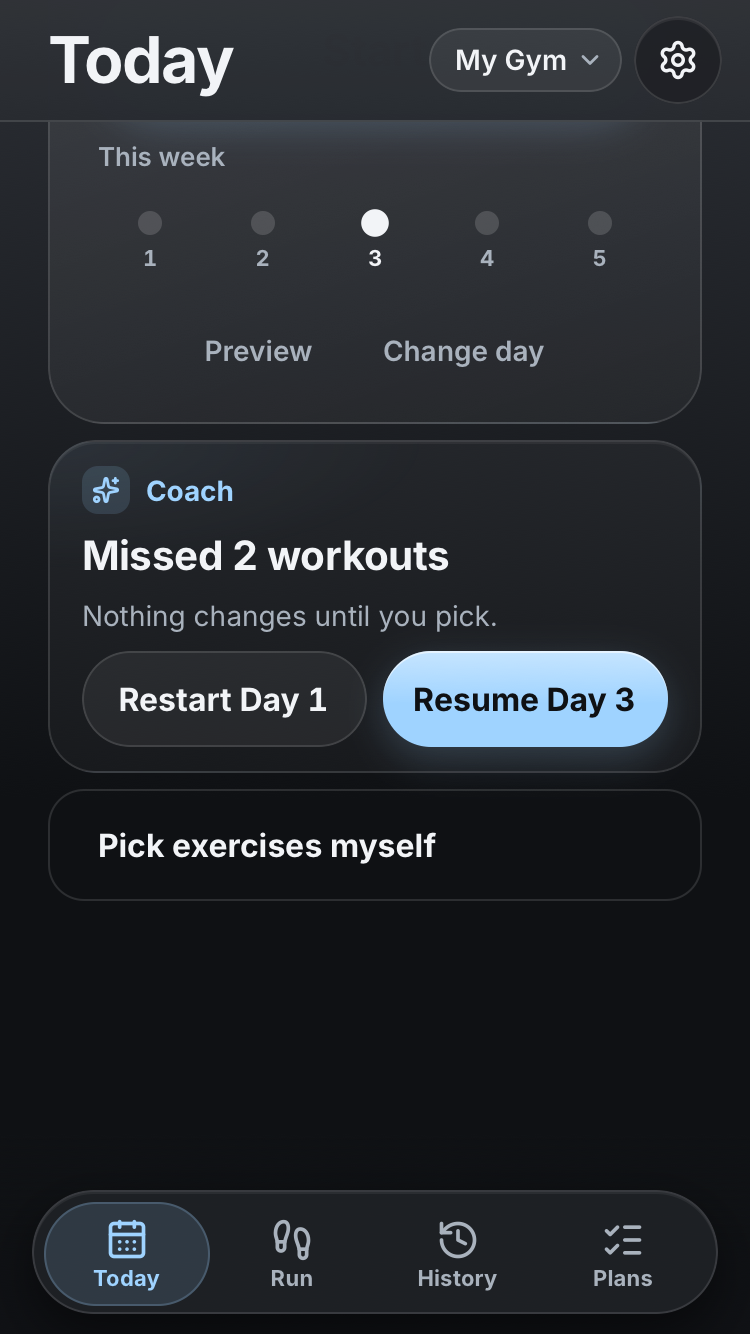 Today
My Gym
This week
1 2 3 4 5
Preview Change day
Coach
Missed 2 workouts
Nothing changes until you pick.
Restart Day 1 Resume Day 3
Pick exercises myself
Today Run History Plans